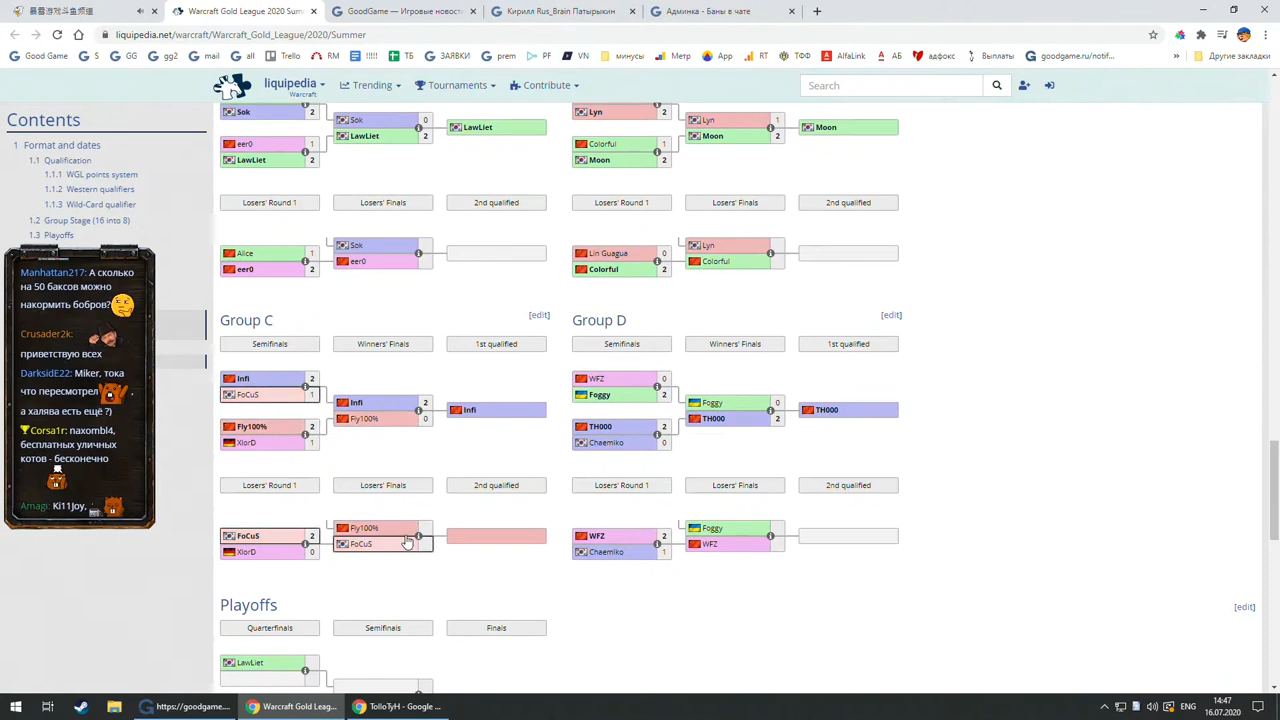 暴雪游戏斗鱼频道
Warcraft Gold League 2020 Summ
GoodGame — Игровые новост
Кирилл Rus_Brain Патырыкин
Админка - Баны в чате
liquipedia.net/warcraft/Warcraft_Gold_League/2020/Summer
Good Game
S
GG
gg2
mail
all
Trello
RM
!!!!!
ТБ
ЗАЯВКИ
prem
PF
VN
минусы
Метр
App
RT
ТФФ
AlfaLink
АБ
адфокс
Выплаты
goodgame.ru/notif...
»
Другие закладки
liquipedia
Warcraft
Trending
Tournaments
Contribute
Search
Contents
1 Format and dates
1.1 Qualification
1.1.1 WGL points system
1.1.2 Western qualifiers
1.1.3 Wild-Card qualifier
1.2 Group Stage (16 into 8)
1.3 Playoffs
Manhattan217: А сколько
на 50 баксов можно
накормить бобров?
Crusader2k:
приветствую всех
DarksidE22: Miker, тока
что пересмотрел
а халява есть ещё?)
Corsa1r: naxombl4,
бесплатных уличных
котов - бесконечно
Amagi: Ki11Joy,
Sok 2
eer0 1
LawLiet 2
Sok 0
LawLiet 2
LawLiet
Lyn 2
Colorful 1
Moon 2
Lyn 1
Moon 2
Moon
Losers' Round 1
Losers' Finals
2nd qualified
Losers' Round 1
Losers' Finals
2nd qualified
Alice 1
eer0 2
Sok
eer0
Lin Guagua 0
Colorful 2
Lyn
Colorful
Group C
[edit]
Group D
[edit]
Semifinals
Winners' Finals
1st qualified
Semifinals
Winners' Finals
1st qualified
Infi 2
FoCuS 1
Fly100% 2
XlorD 1
Infi 2
Fly100% 0
Infi
WFZ 0
Foggy 2
TH000 2
Chaemiko 0
Foggy 0
TH000 2
TH000
Losers' Round 1
Losers' Finals
2nd qualified
Losers' Round 1
Losers' Finals
2nd qualified
FoCuS 2
XlorD 0
Fly100%
FoCuS
WFZ 2
Chaemiko 1
Foggy
WFZ
Playoffs
[edit]
Quarterfinals
Semifinals
Finals
LawLiet
https://goodgame....
Warcraft Gold Leag...
TolloTyH - Google ...
ENG
14:47
16.07.2020